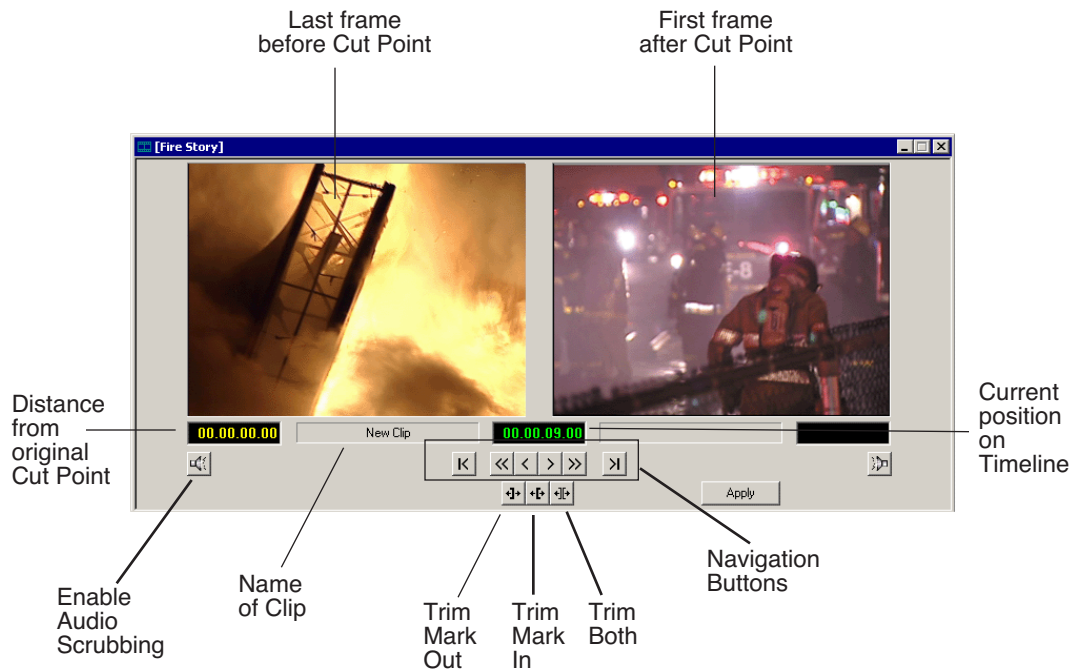 Last frame
before Cut Point
First frame
after Cut Point
[Fire Story]
E-8
Distance
from
original
Cut Point
00.00.00.00
New Clip
00.00.09.00
Current
position
on
Timeline
Apply
Enable
Audio
Scrubbing
Name
of Clip
Trim
Mark
Out
Trim
Mark
In
Trim
Both
Navigation
Buttons